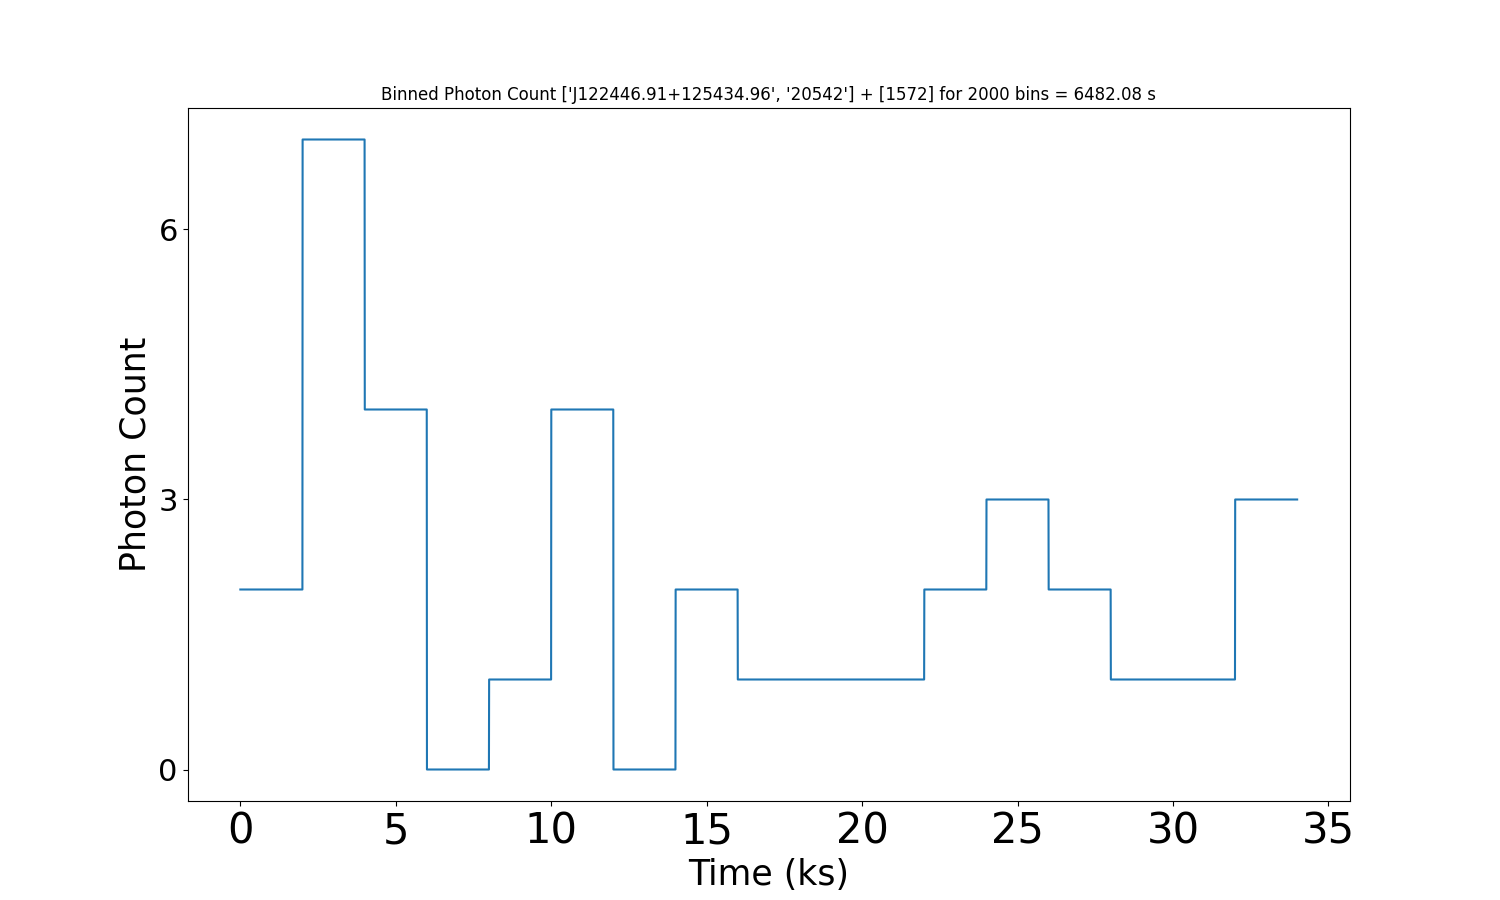 Binned Photon Count ['J122446.91+125434.96', '20542'] + [1572] for 2000 bins = 6482.08 s
Photon Count
6
3
0
0 5 10 15 20 25 30 35
Time (ks)